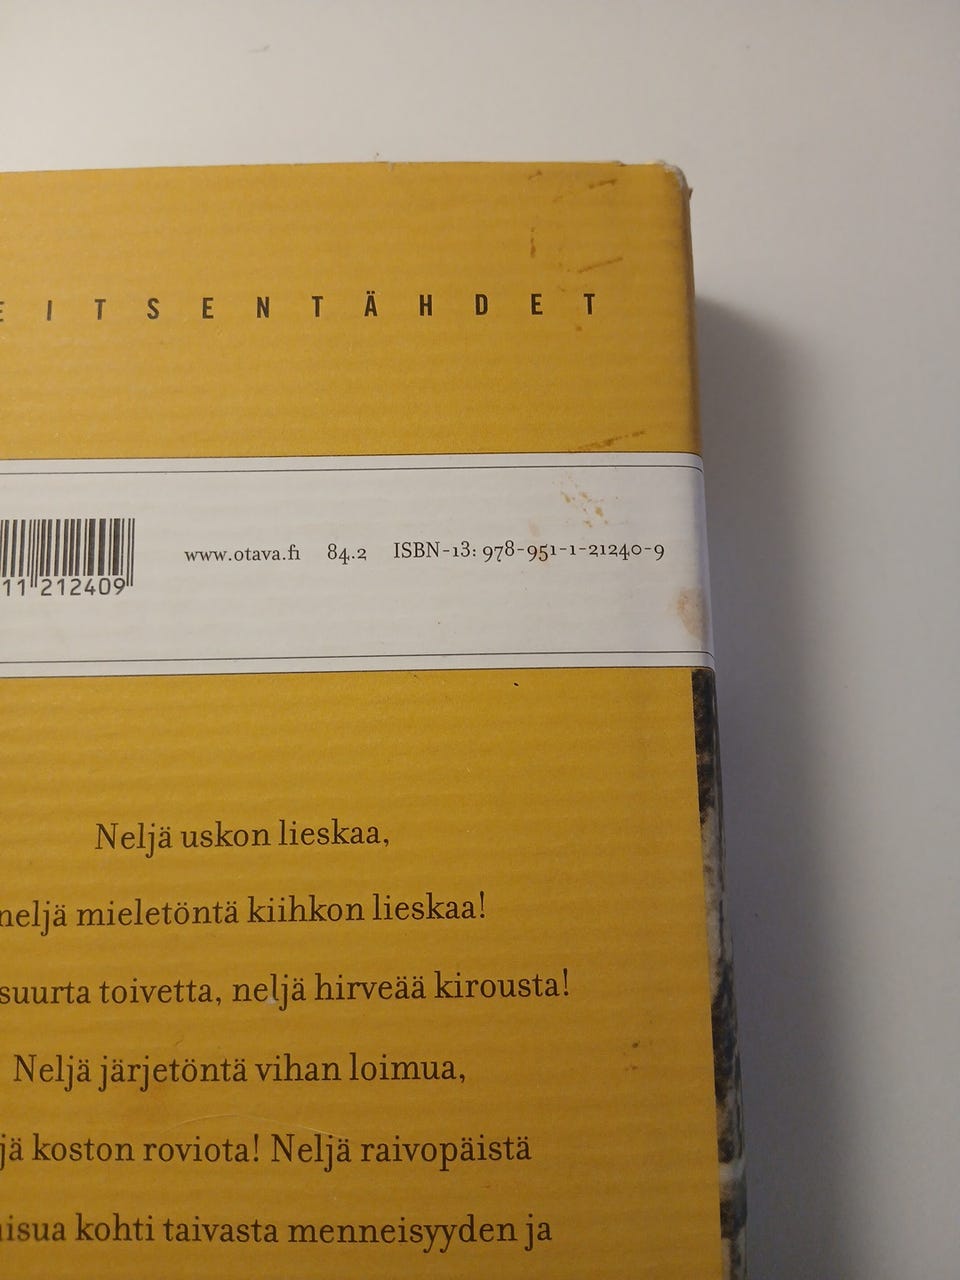 EITSENTÄHDET
www.otava.fi 84.2 ISBN-13: 978-951-1-21240-9
11 212409
Neljä uskon lieskaa,
neljä mieletöntä kiihkon lieskaa!
suurta toivetta, neljä hirveää kirousta!
Neljä järjetöntä vihan loimua,
jä koston roviota! Neljä raivopäistä
isua kohti taivasta menneisyyden ja